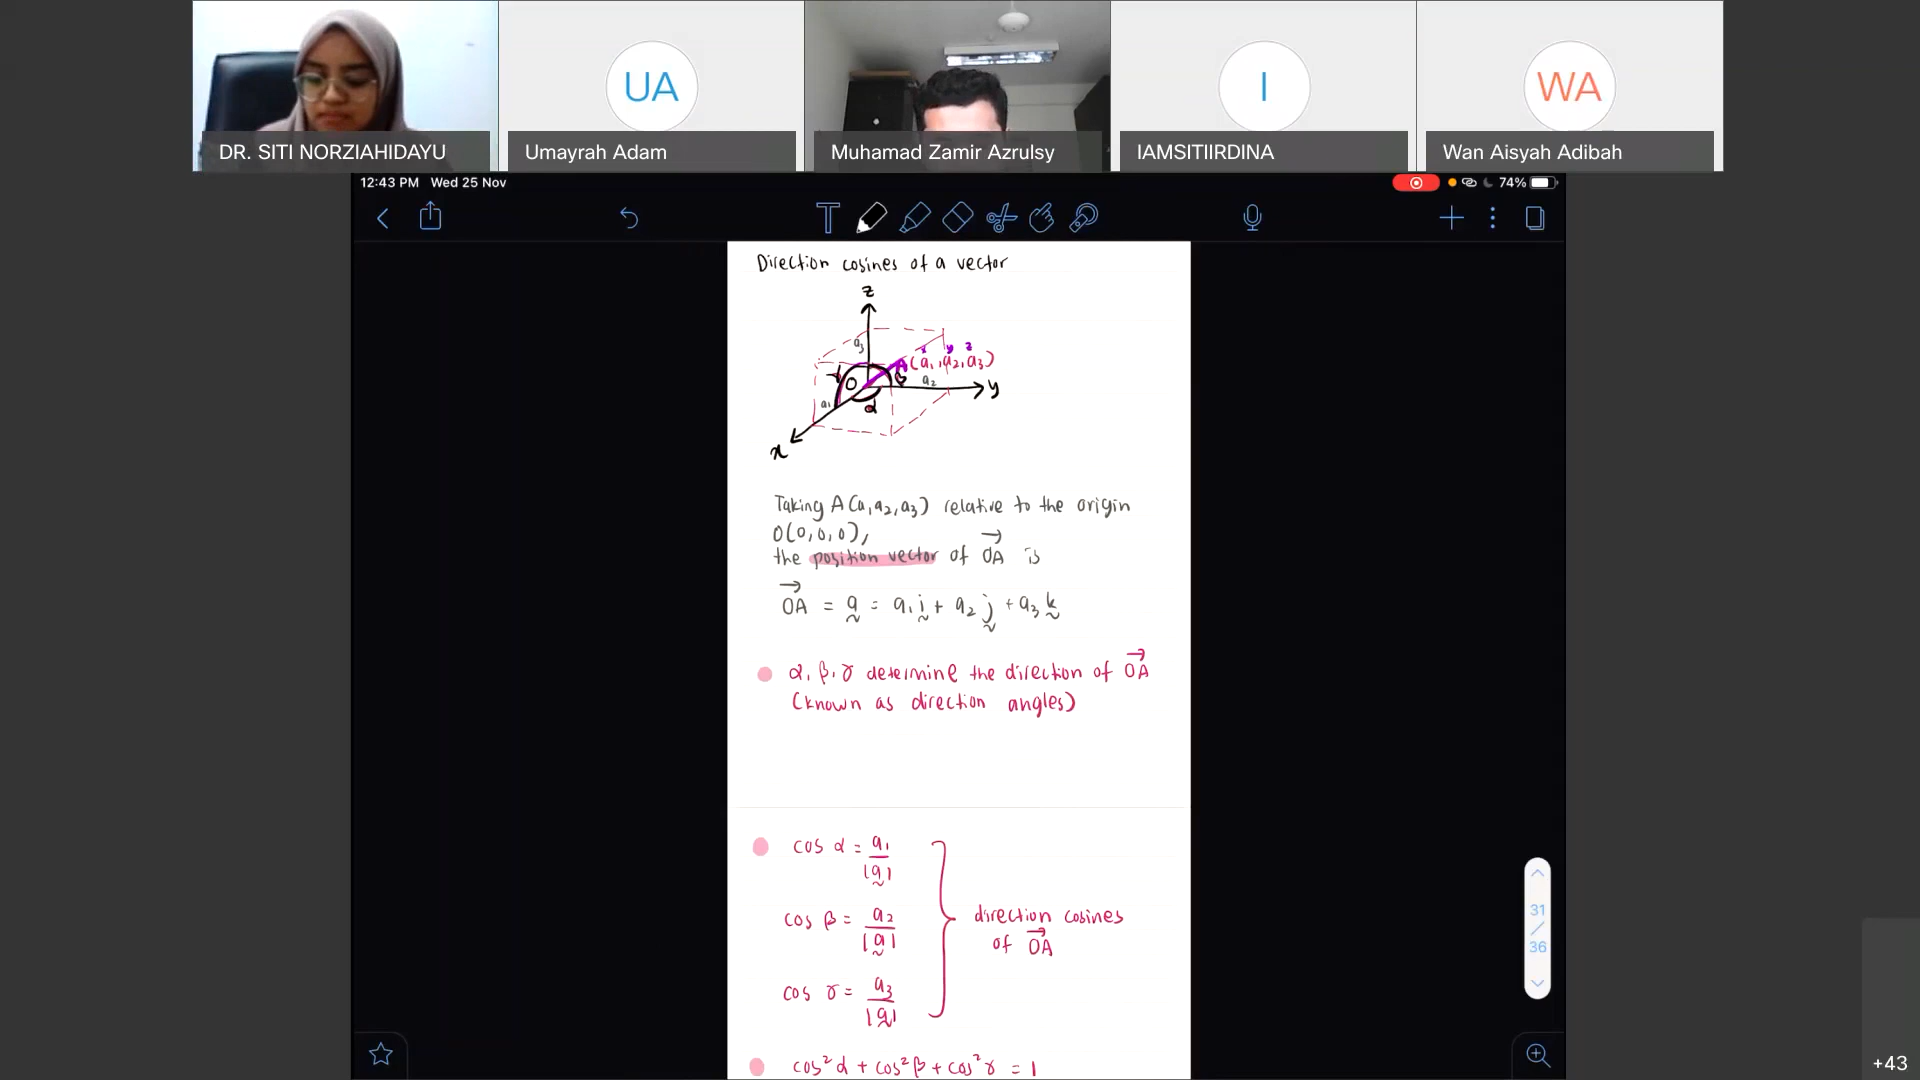 UA
I
WA
DR. SITI NORZIAHIDAYU
Umayrah Adam
Muhamad Zamir Azrulsy
IAMSITIIRDINA
Wan Aisyah Adibah
12:43 PM Wed 25 Nov
74%
T
Direction cosines of a vector
z
a₃
x y z
A(a₁, a₂, a₃)
γ O β a₂ y
a₁ α
x
Taking A(a₁, a₂, a₃) relative to the origin
O(0,0,0),
the position vector of →OA is
→OA = a = a₁i + a₂j + a₃k
α, β, γ determine the direction of →OA
(known as direction angles)
cos α = a₁/|a|
cos β = a₂/|a|
direction cosines
of →OA
cos γ = a₃/|a|
cos²α + cos²β + cos²γ = 1
31
/
36
+43